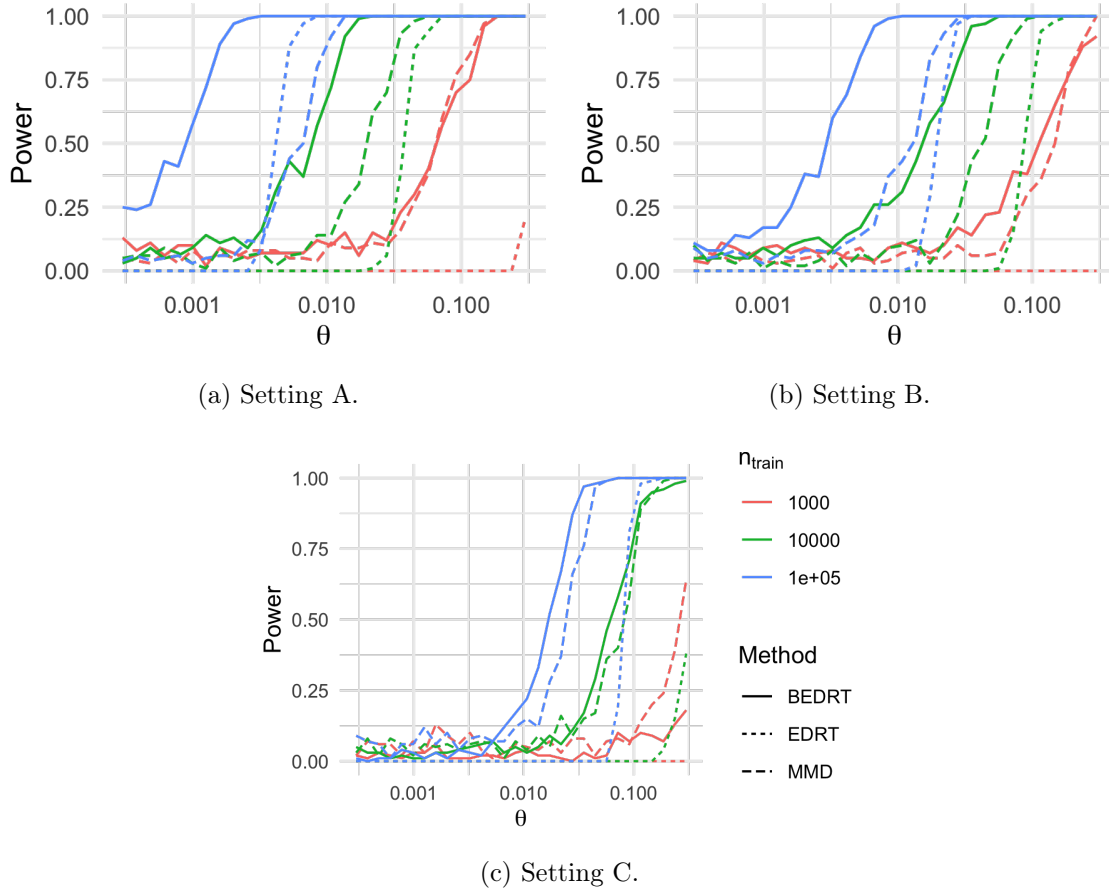 1.00
0.75
0.50
0.25
0.00
Power
0.001 0.010 0.100
θ
(a) Setting A.
1.00
0.75
0.50
0.25
0.00
Power
0.001 0.010 0.100
θ
(b) Setting B.
1.00
0.75
0.50
0.25
0.00
Power
0.001 0.010 0.100
θ
(c) Setting C.
n_train
1000
10000
1e+05
Method
BEDRT
EDRT
MMD